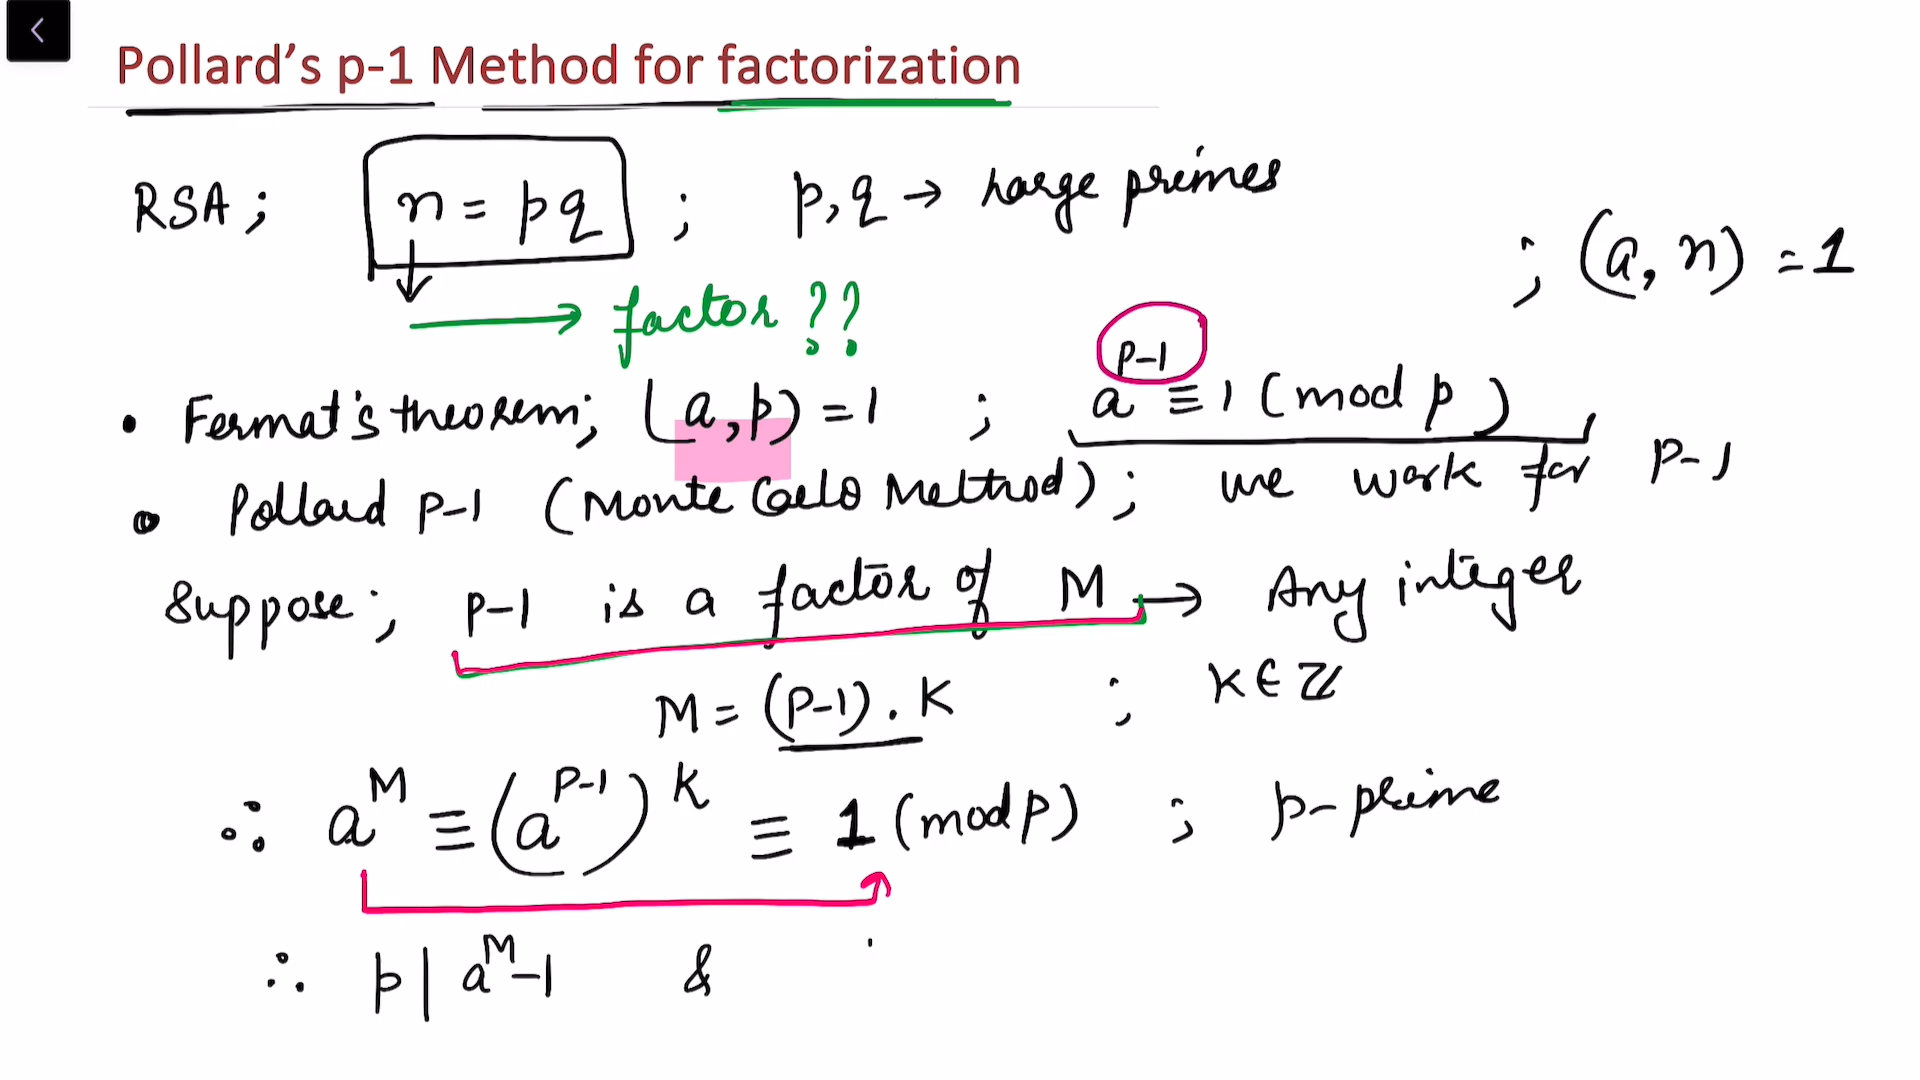 Pollard's p-1 Method for factorization
RSA ; n = pq ; p,q → large primes
; (a, n) = 1
→ factor ??
• Fermat's theorem; (a,p) = 1 ; a^{p-1} ≡ 1 (mod p)
• Pollard p-1 (Monte Carlo Method) ; we work for p-1
Suppose; p-1 is a factor of M → Any integer
M = (p-1) . K ; K ∈ ℤ
∴ a^M ≡ (a^{p-1})^K ≡ 1 (mod p) ; p-prime
∴ p | a^M-1 &